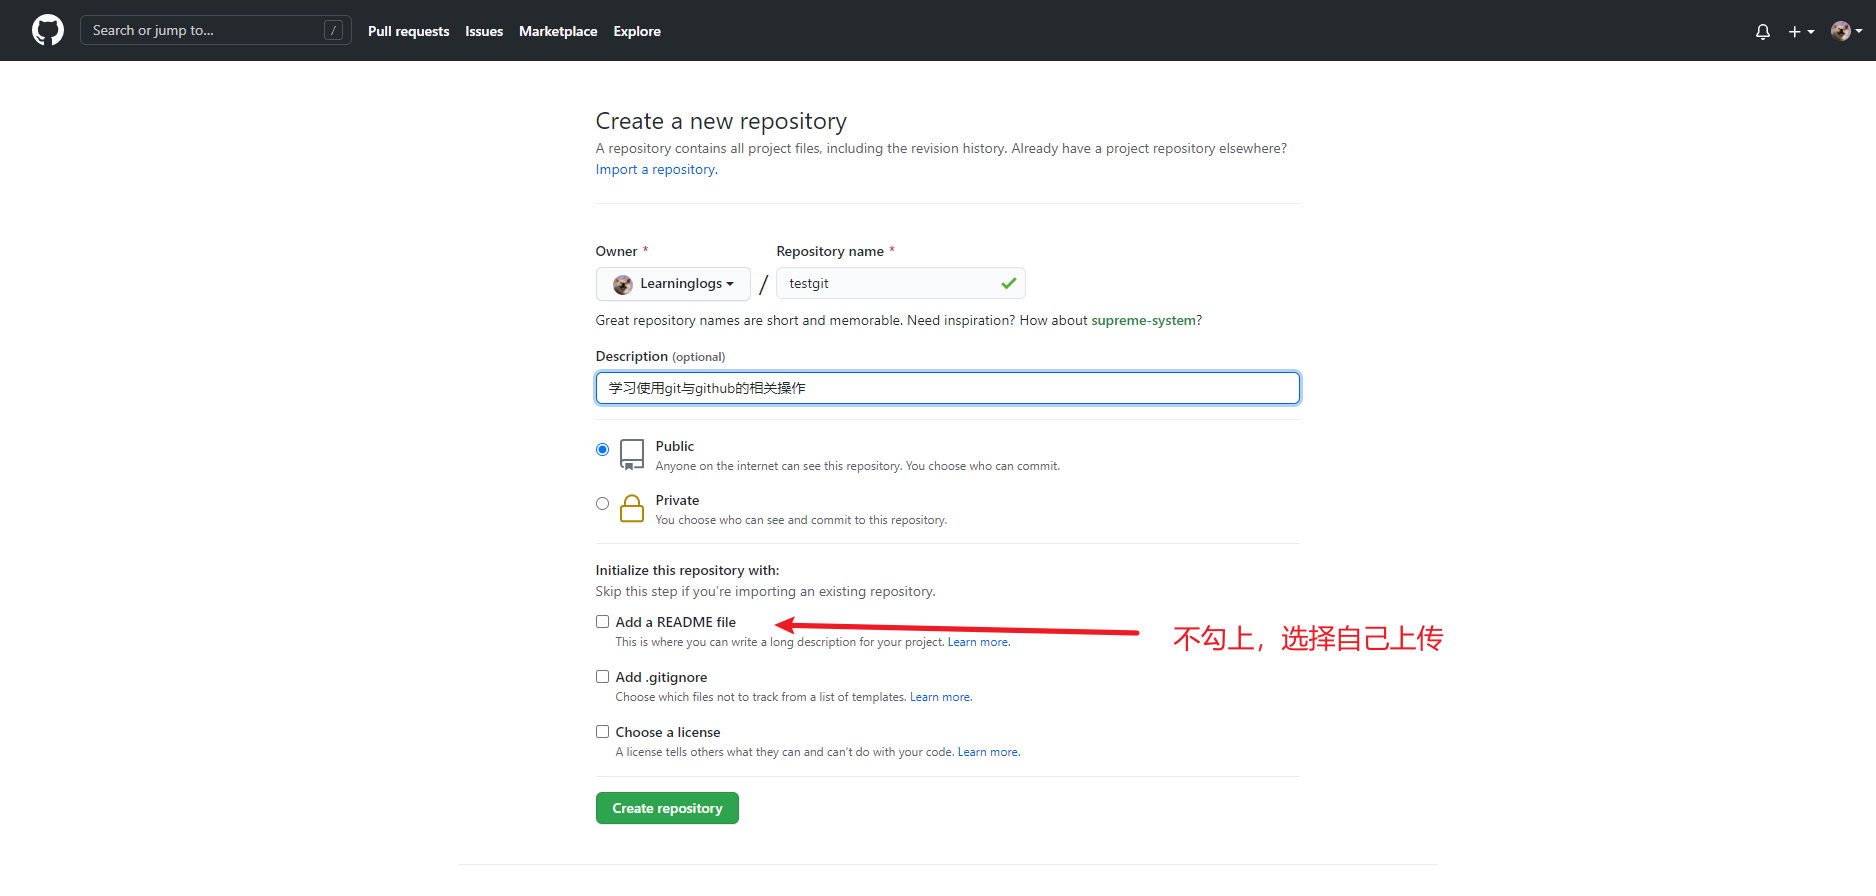 Search or jump to... /
Pull requests Issues Marketplace Explore
Create a new repository
A repository contains all project files, including the revision history. Already have a project repository elsewhere?
Import a repository.
Owner * Repository name *
Learninglogs / testgit
Great repository names are short and memorable. Need inspiration? How about supreme-system?
Description (optional)
学习使用git与github的相关操作
Public
Anyone on the internet can see this repository. You choose who can commit.
Private
You choose who can see and commit to this repository.
Initialize this repository with:
Skip this step if you’re importing an existing repository.
Add a README file
This is where you can write a long description for your project. Learn more.
不勾上，选择自己上传
Add .gitignore
Choose which files not to track from a list of templates. Learn more.
Choose a license
A license tells others what they can and can't do with your code. Learn more.
Create repository